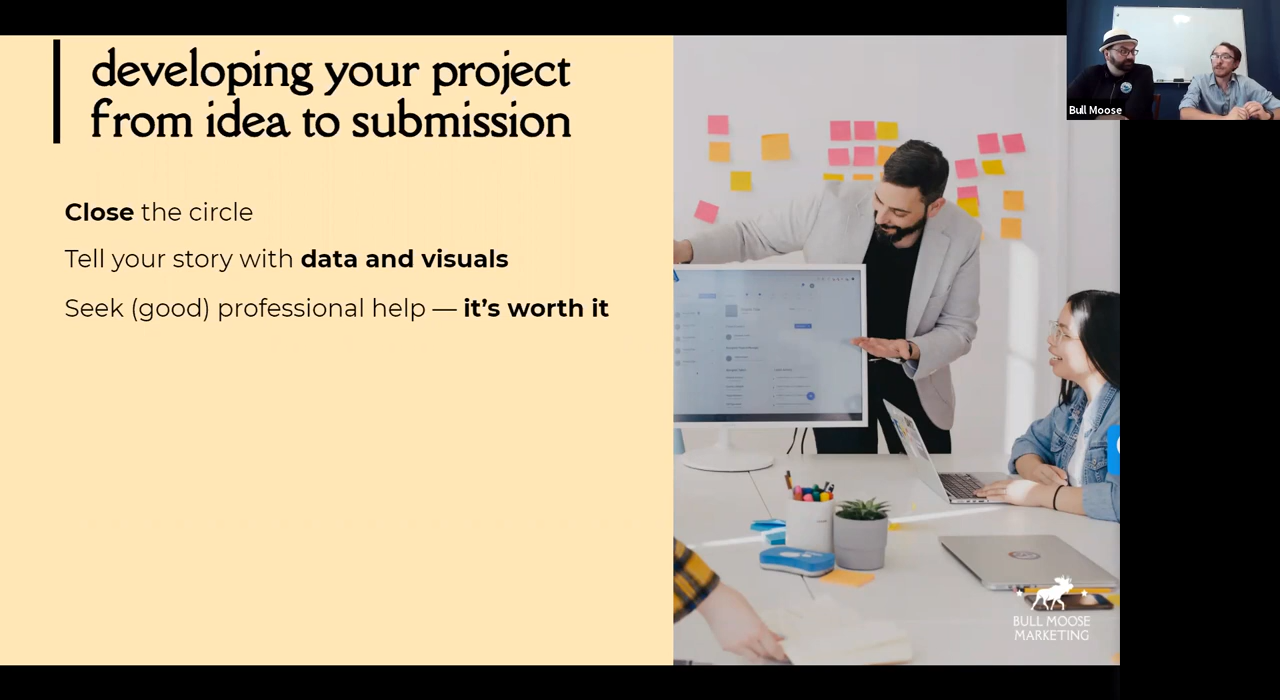 developing your project
from idea to submission
Close the circle
Tell your story with data and visuals
Seek (good) professional help — it’s worth it
BULL MOOSE
MARKETING
Bull Moose